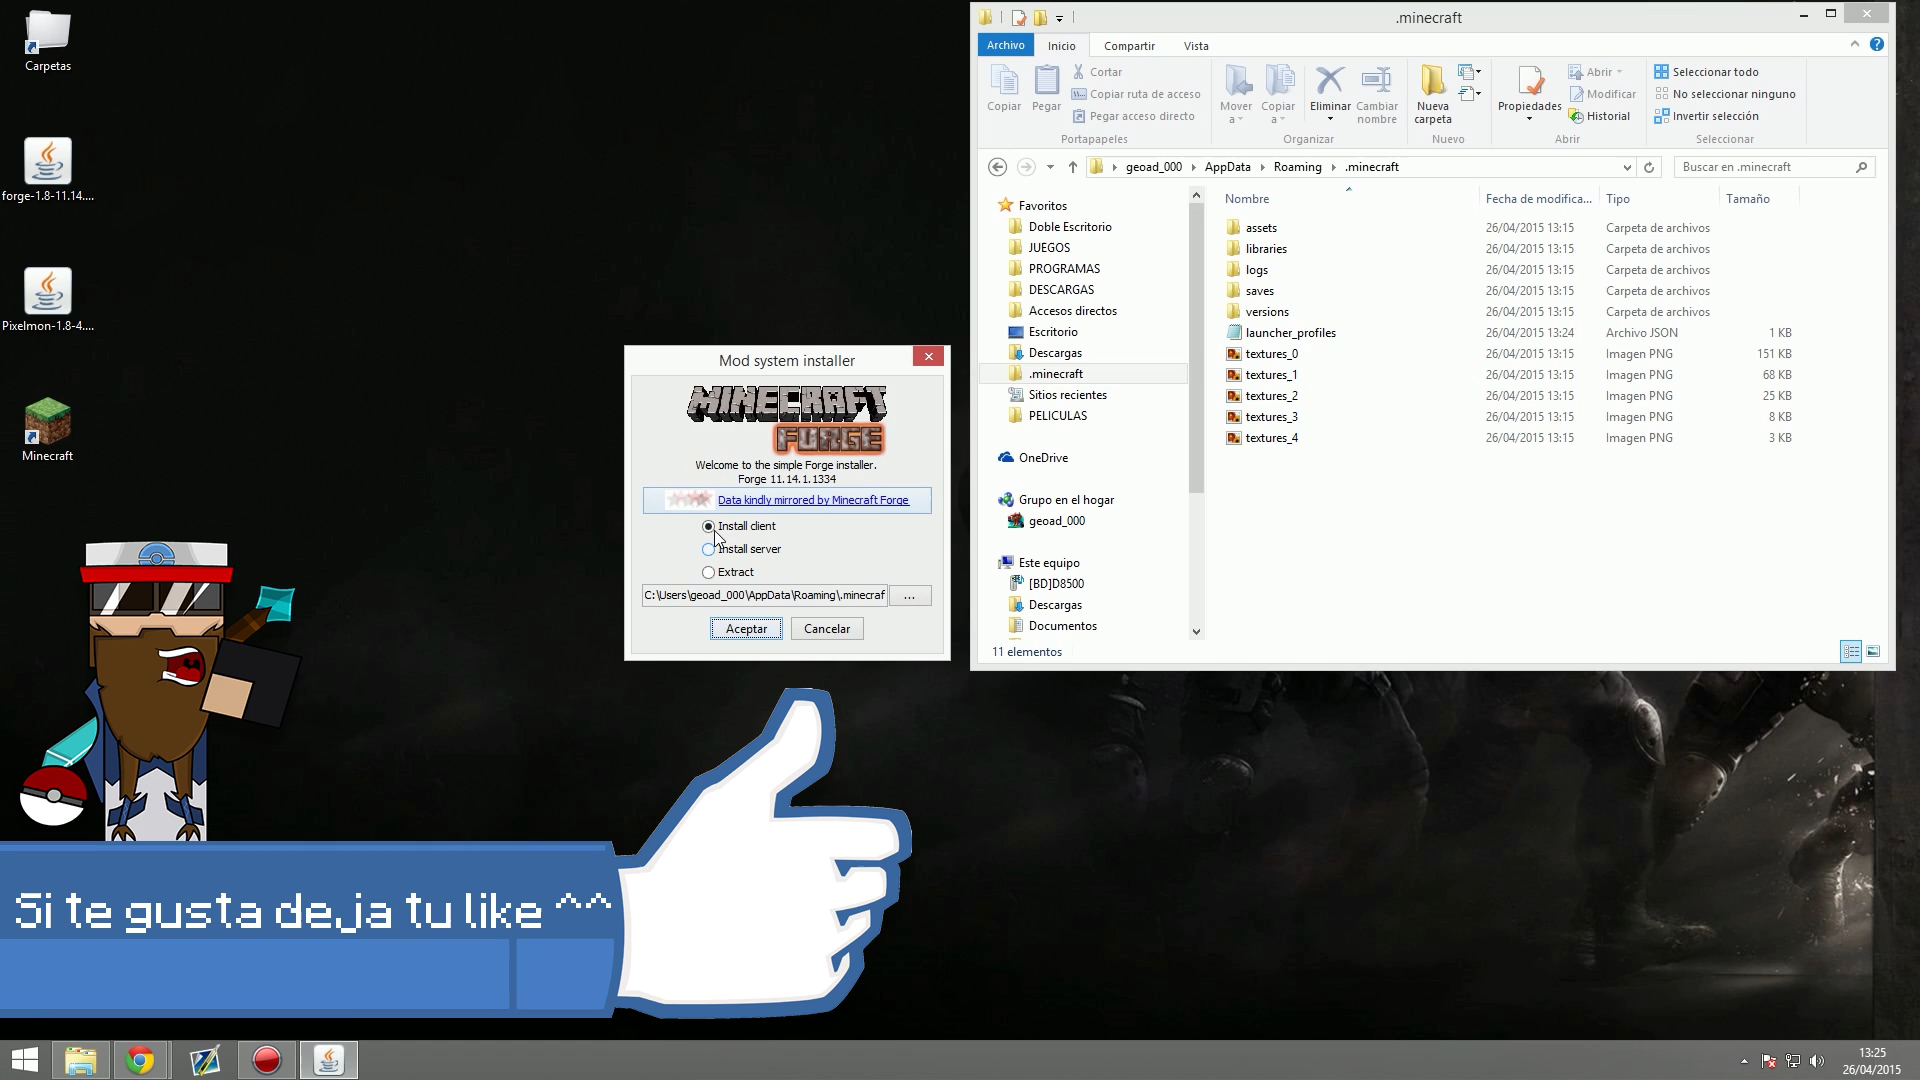 Carpetas
forge-1.8-11.14....
Pixelmon-1.8-4....
Minecraft
Mod system installer
MINECRAFT
FORGE
Welcome to the simple Forge installer.
Forge 11.14.1.1334
Data kindly mirrored by Minecraft Forge
Install client
Install server
Extract
C:\Users\geoad_000\AppData\Roaming\.minecraf
...
Aceptar
Cancelar
.minecraft
Archivo
Inicio
Compartir
Vista
Copiar
Pegar
Cortar
Copiar ruta de acceso
Pegar acceso directo
Portapapeles
Mover a
Copiar a
Eliminar
Cambiar nombre
Organizar
Nueva carpeta
Nuevo
Propiedades
Abrir
Modificar
Historial
Abrir
Seleccionar todo
No seleccionar ninguno
Invertir selección
Seleccionar
geoad_000
AppData
Roaming
.minecraft
Buscar en .minecraft
Favoritos
Doble Escritorio
JUEGOS
PROGRAMAS
DESCARGAS
Accesos directos
Escritorio
Descargas
.minecraft
Sitios recientes
PELICULAS
OneDrive
Grupo en el hogar
geoad_000
Este equipo
[BD]D8500
Descargas
Documentos
Nombre Fecha de modifica... Tipo Tamaño
assets 26/04/2015 13:15 Carpeta de archivos
libraries 26/04/2015 13:15 Carpeta de archivos
logs 26/04/2015 13:15 Carpeta de archivos
saves 26/04/2015 13:15 Carpeta de archivos
versions 26/04/2015 13:15 Carpeta de archivos
launcher_profiles 26/04/2015 13:24 Archivo JSON 1 KB
textures_0 26/04/2015 13:15 Imagen PNG 151 KB
textures_1 26/04/2015 13:15 Imagen PNG 68 KB
textures_2 26/04/2015 13:15 Imagen PNG 25 KB
textures_3 26/04/2015 13:15 Imagen PNG 8 KB
textures_4 26/04/2015 13:15 Imagen PNG 3 KB
11 elementos
Si te gusta deja tu like ^^
13:25
26/04/2015